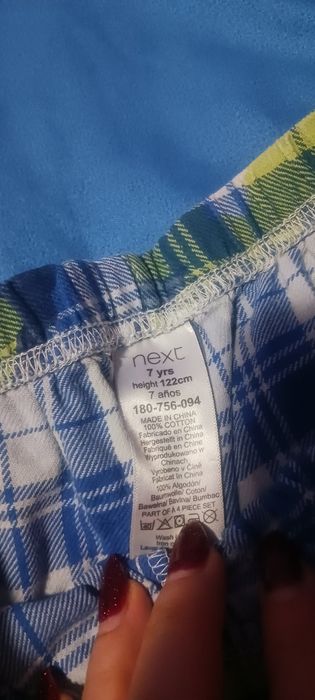 next
7 yrs
height 122cm
7 años
180-756-094
MADE IN CHINA
100% COTTON
Fabricado en China
Hergestellt in China
Fabriqué en Chine
Wyprodukowano w
Chinach
Vyrobeno v Číně
Fabricat in China
100% Algodón/
Baumwolle/ Coton/
Bawełna/ Bavlna/ Bumbac
PART OF A 4 PIECE SET
Wash
Iron